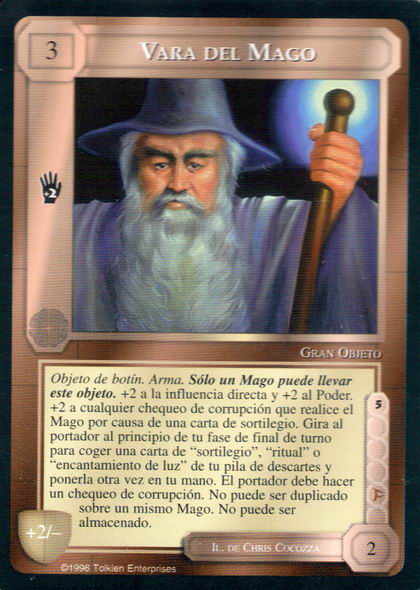 3
VARA DEL MAGO
+2
GRAN OBJETO
Objeto de botín. Arma. Sólo un Mago puede llevar
este objeto. +2 a la influencia directa y +2 al Poder.
+2 a cualquier chequeo de corrupción que realice el
Mago por causa de una carta de sortilegio. Gira al
portador al principio de tu fase de final de turno
para coger una carta de “sortilegio”, “ritual” o
“encantamiento de luz” de tu pila de descartes y
ponerla otra vez en tu mano. El portador debe hacer
un chequeo de corrupción. No puede ser duplicado
sobre un mismo Mago. No puede ser
almacenado.
5
+2/–
IL. DE CHRIS COCOZZA
2
©1996 Tolkien Enterprises